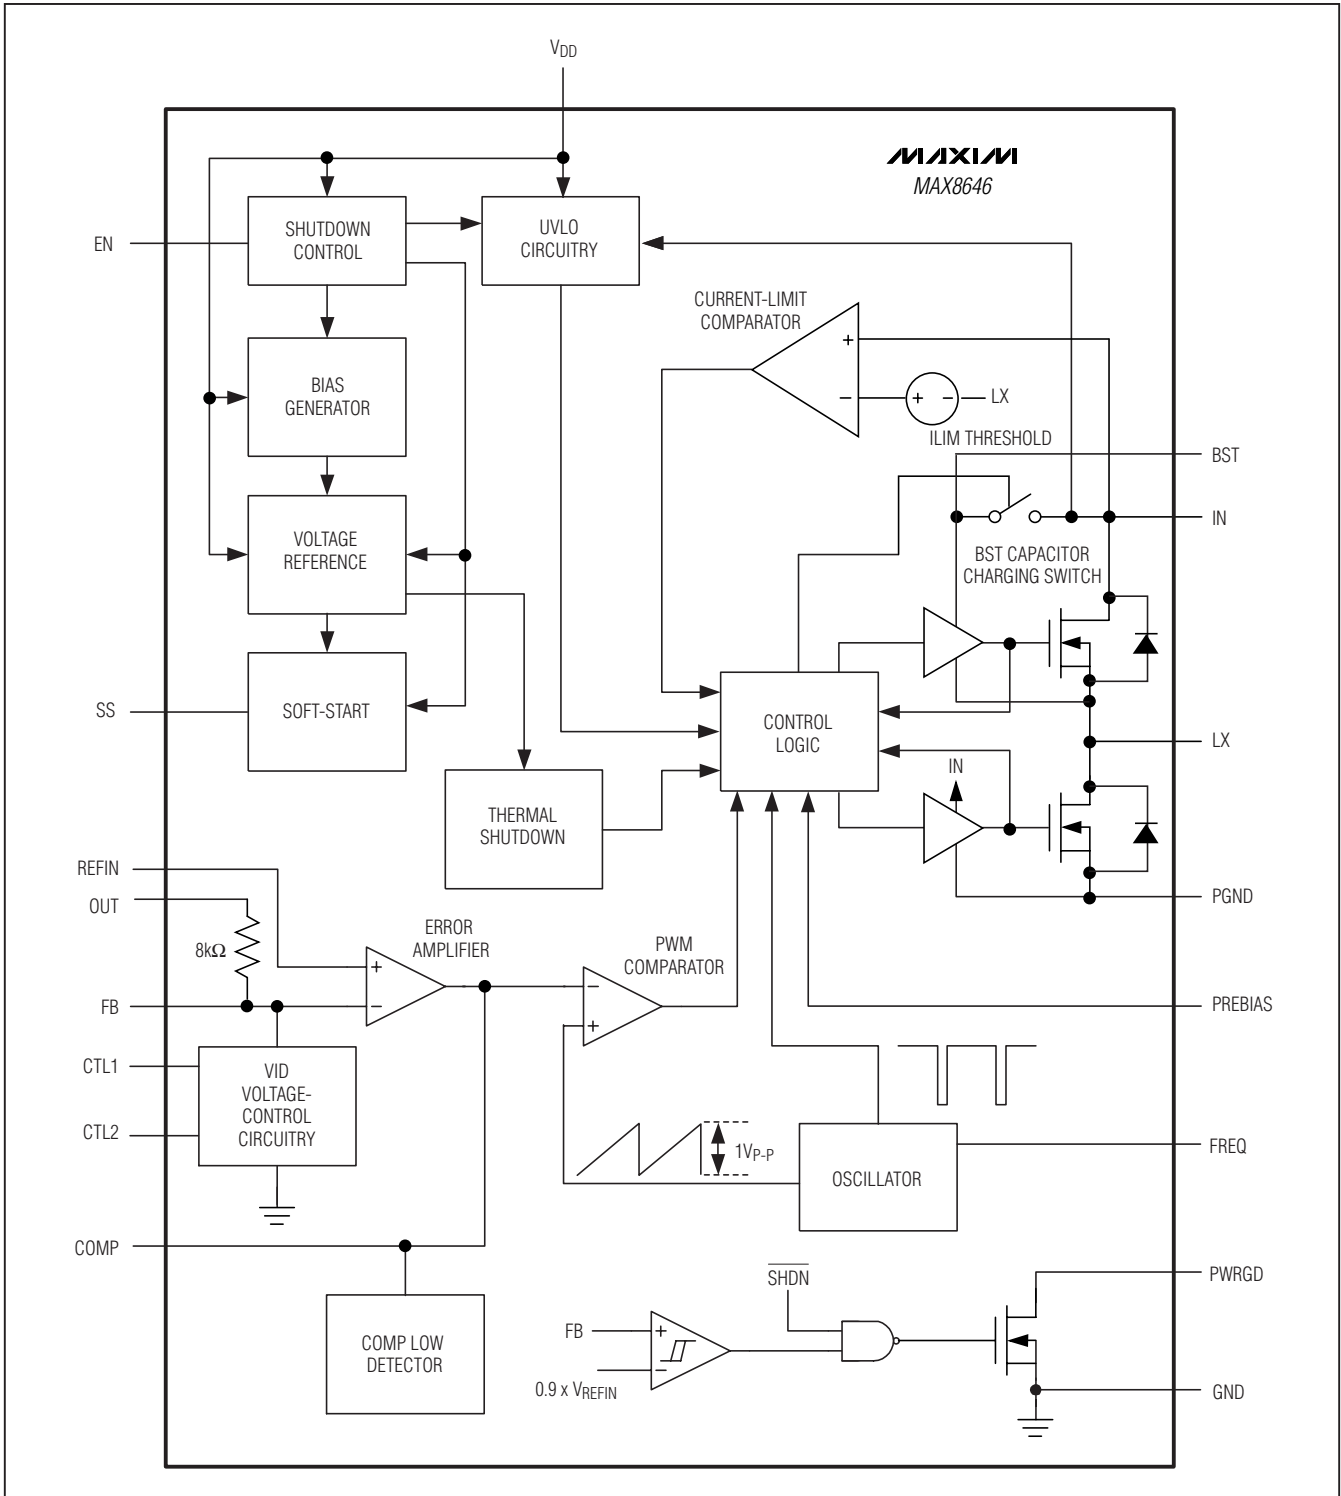 VDD
MAXIM
MAX8646
SHUTDOWN
CONTROL
UVLO
CIRCUITRY
EN
CURRENT-LIMIT
COMPARATOR
+
−
+ −
LX
ILIM THRESHOLD
BIAS
GENERATOR
BST
IN
BST CAPACITOR
CHARGING SWITCH
VOLTAGE
REFERENCE
SS
SOFT-START
CONTROL
LOGIC
LX
IN
THERMAL
SHUTDOWN
REFIN
OUT
8kΩ
ERROR
AMPLIFIER
+
−
PWM
COMPARATOR
−
+
PGND
FB
PREBIAS
CTL1
CTL2
VID
VOLTAGE-
CONTROL
CIRCUITRY
1VP-P
OSCILLATOR
FREQ
COMP
COMP LOW
DETECTOR
SHDN
FB
+
−
0.9 x VREFIN
PWRGD
GND